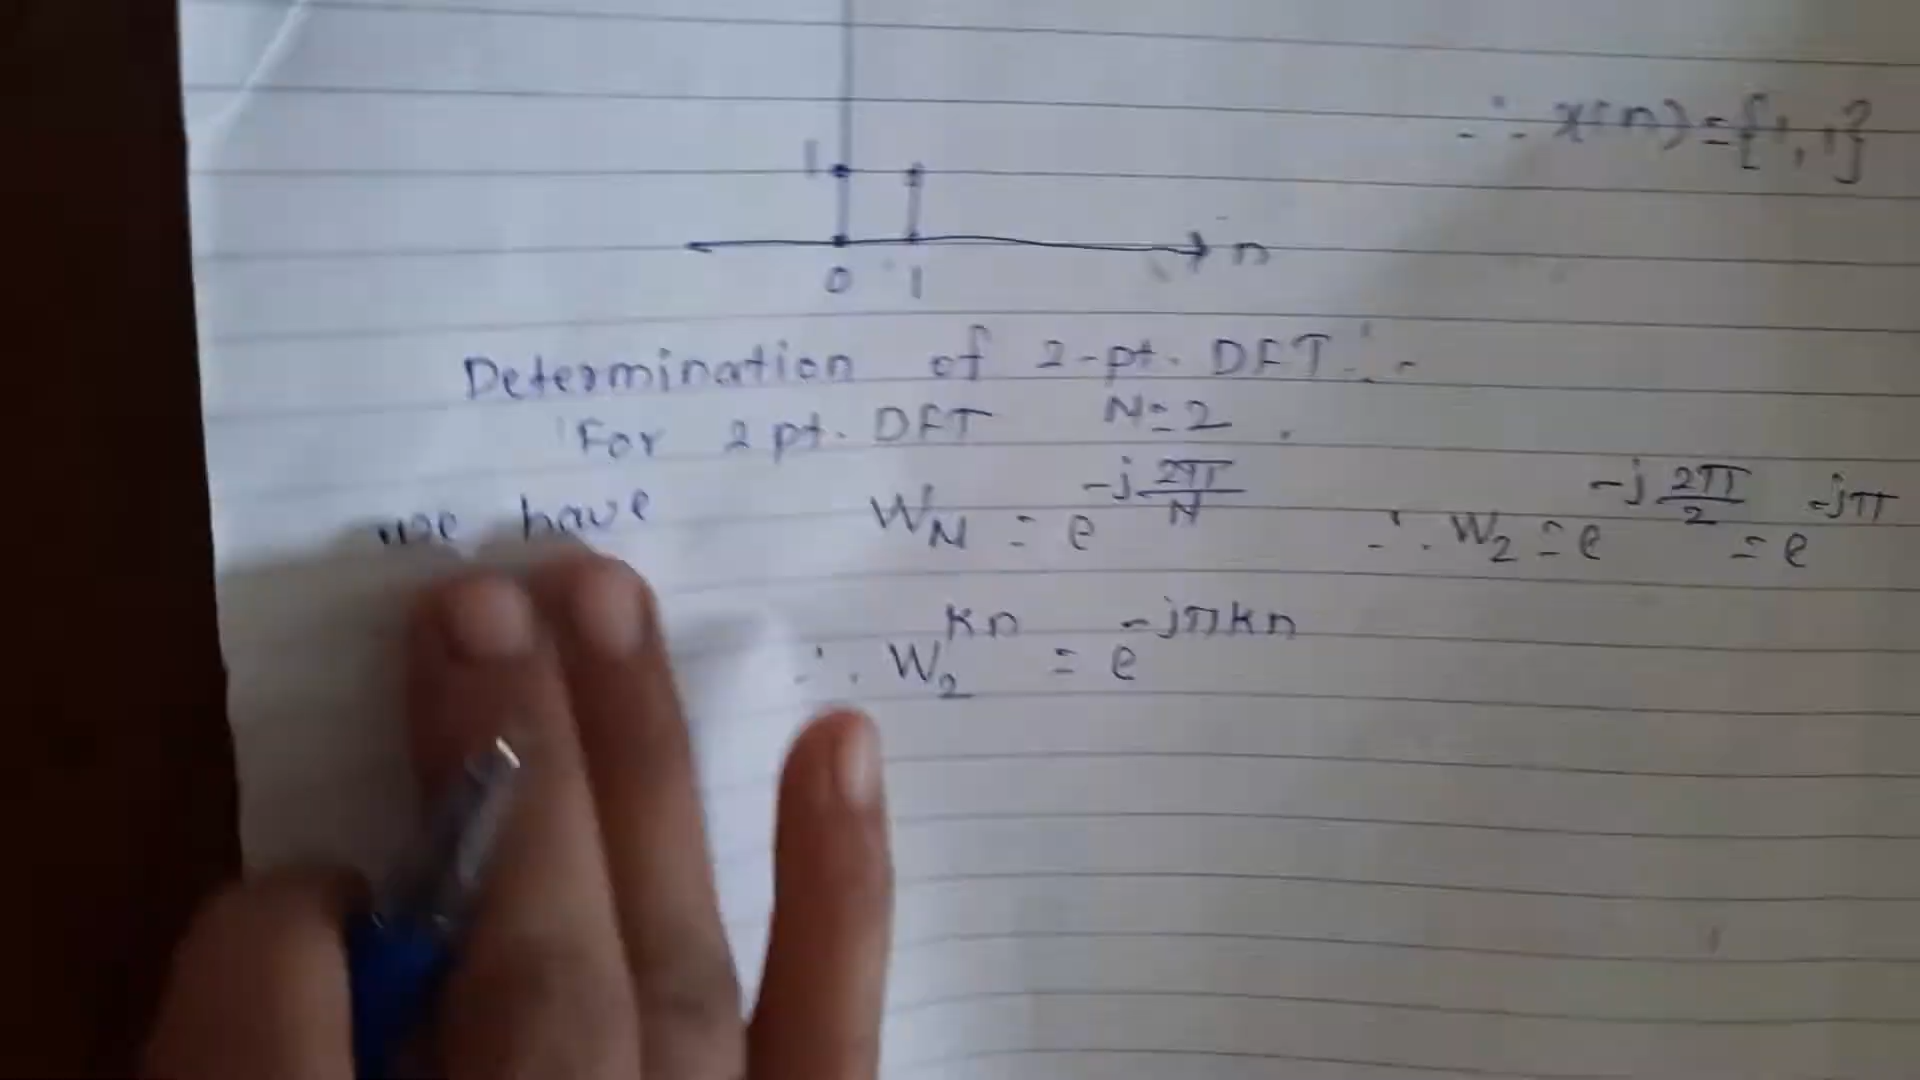 ∴ x(n) = {1, 1}
1
n
0 1
Determination of 2-pt. DFT :-
For 2 pt. DFT N = 2.
we have W_N = e^{-j 2π/N} ∴ W_2 = e^{-j 2π/2} = e^{-jπ}
∴ W_2^{kn} = e^{-jπkn}